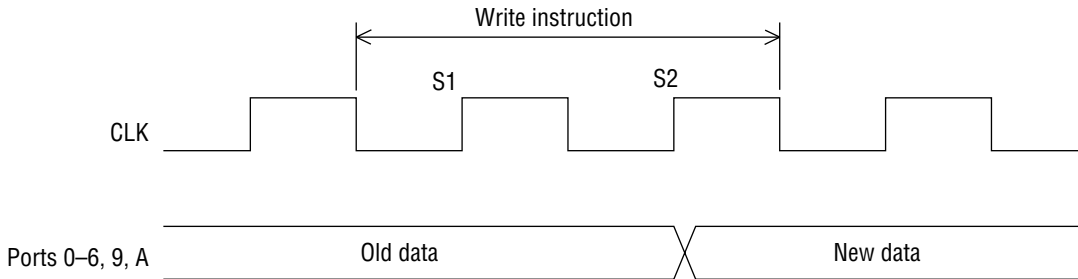 Write instruction
S1 S2
CLK
Ports 0–6, 9, A Old data New data